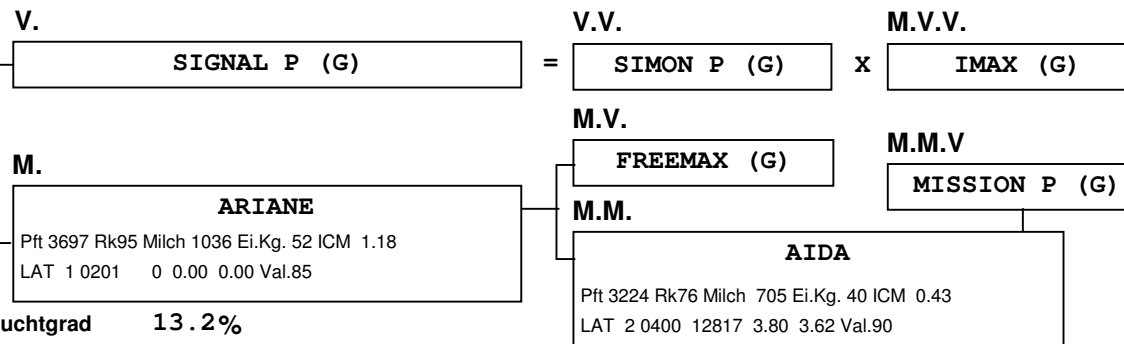 V. V.V. M.V.V.
SIGNAL P (G) = SIMON P (G) X IMAX (G)
M.V.
FREEMAX (G)
M.M.V
MISSION P (G)
M.
ARIANE
Pft 3697 Rk95 Milch 1036 Ei.Kg. 52 ICM 1.18
LAT 1 0201 0 0.00 0.00 Val.85
M.M.
AIDA
Pft 3224 Rk76 Milch 705 Ei.Kg. 40 ICM 0.43
LAT 2 0400 12817 3.80 3.62 Val.90
uchtgrad 13.2%